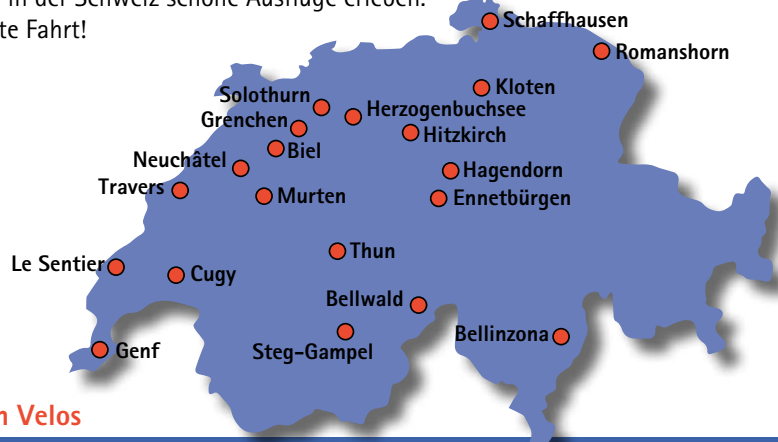 in der Schweiz schöne Ausflüge erleben.
te Fahrt!
Schaffhausen
Romanshorn
Kloten
Solothurn
Herzogenbuchsee
Grenchen
Hitzkirch
Biel
Neuchâtel
Hagendorn
Travers
Murten
Ennetbürgen
Thun
Le Sentier
Cugy
Bellwald
Bellinzona
Genf
Steg-Gampel
n Velos